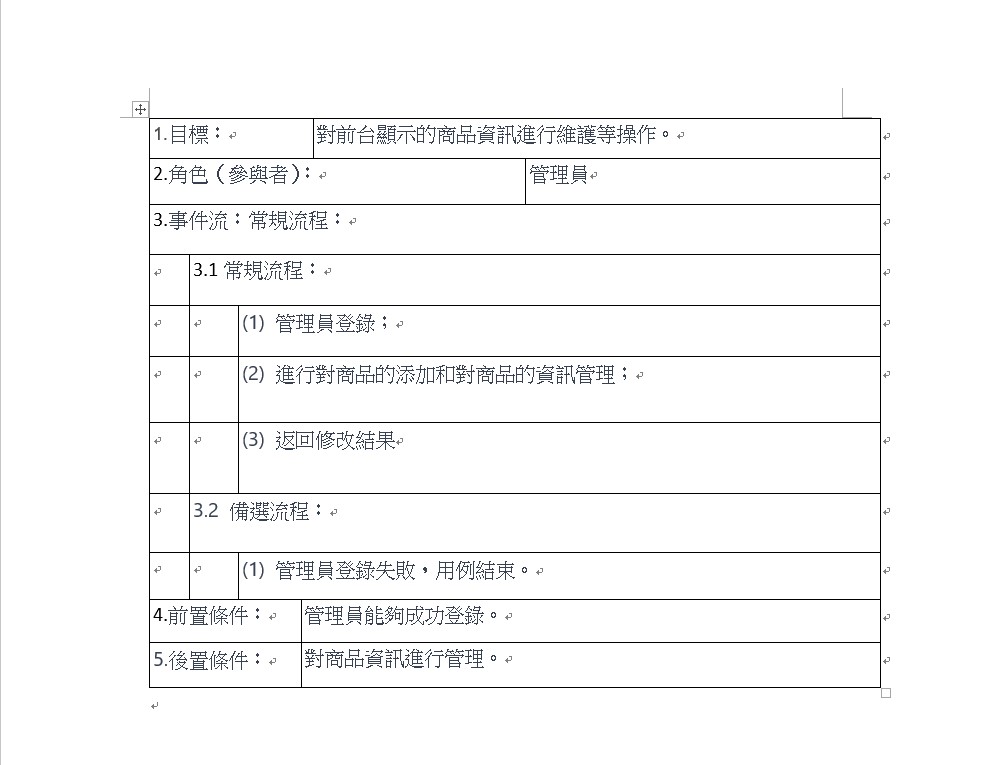 1.目標：
對前台顯示的商品資訊進行維護等操作。
2.角色（參與者）：
管理員
3.事件流：常規流程：
3.1 常規流程：
(1) 管理員登錄；
(2) 進行對商品的添加和對商品的資訊管理；
(3) 返回修改結果
3.2 備選流程：
(1) 管理員登錄失敗，用例結束。
4.前置條件：
管理員能夠成功登錄。
5.後置條件：
對商品資訊進行管理。